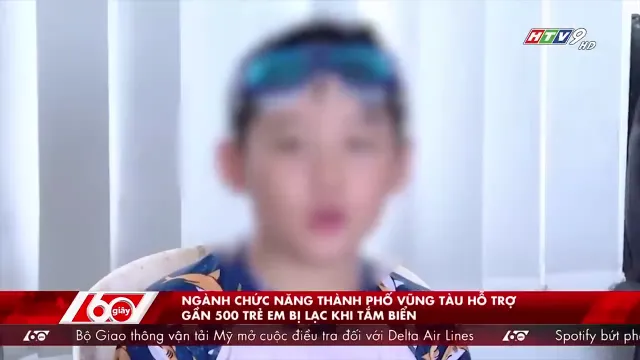 HTV9 HD
60 giây
NGÀNH CHỨC NĂNG THÀNH PHỐ VŨNG TÀU HỖ TRỢ
GẦN 500 TRẺ EM BỊ LẠC KHI TẮM BIỂN
60 Bộ Giao thông vận tải Mỹ mở cuộc điều tra đối với Delta Air Lines 60 Spotify bứt ph